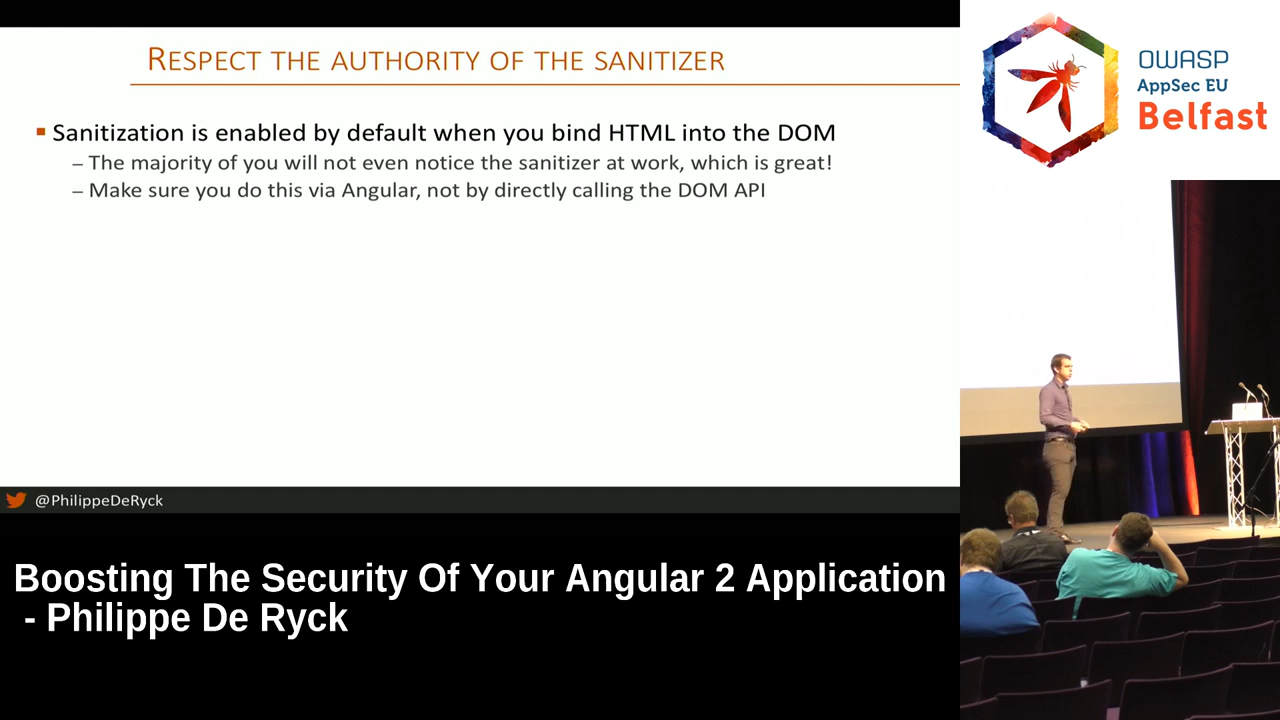 RESPECT THE AUTHORITY OF THE SANITIZER
Sanitization is enabled by default when you bind HTML into the DOM
– The majority of you will not even notice the sanitizer at work, which is great!
– Make sure you do this via Angular, not by directly calling the DOM API
@PhilippeDeRyck
Boosting The Security Of Your Angular 2 Application
- Philippe De Ryck
OWASP
AppSec EU
Belfast